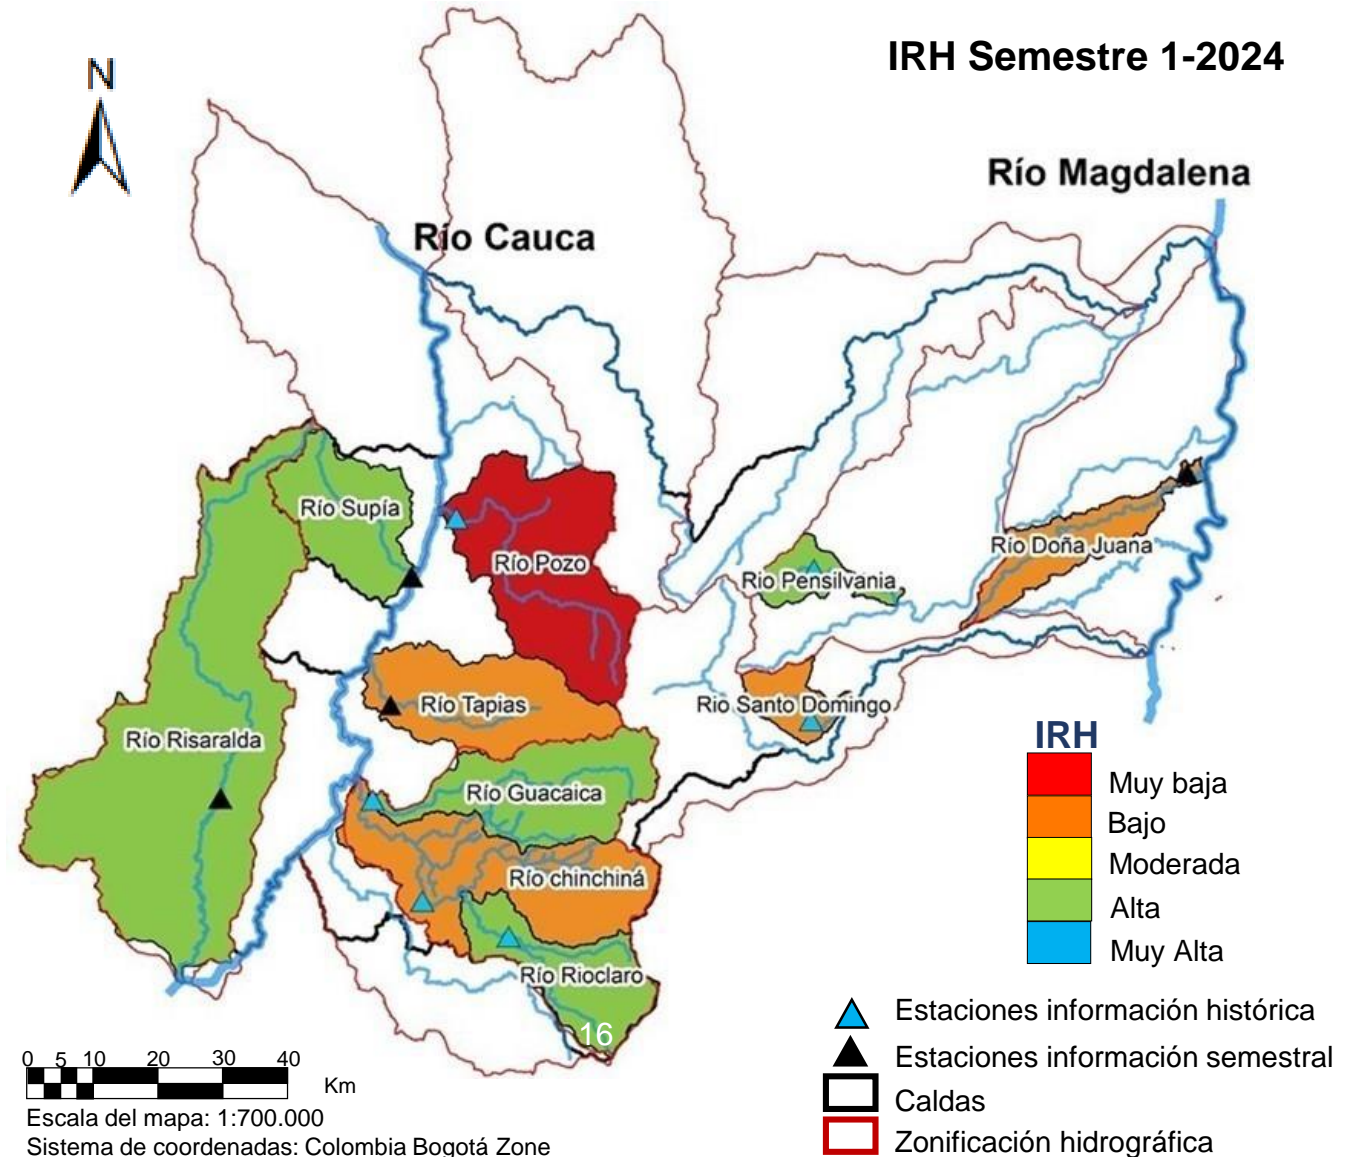 IRH Semestre 1-2024
N
Río Magdalena
Río Cauca
Río Supía
Río Pozo
Río Doña Juana
Rio Pensilvania
Río Tapias
Rio Santo Domingo
Río Risaralda
Río Guacaica
Río chinchiná
Río Rioclaro
16
IRH
Muy baja
Bajo
Moderada
Alta
Muy Alta
Estaciones información histórica
Estaciones información semestral
Caldas
Zonificación hidrográfica
0 5 10 20 30 40
Km
Escala del mapa: 1:700.000
Sistema de coordenadas: Colombia Bogotá Zone